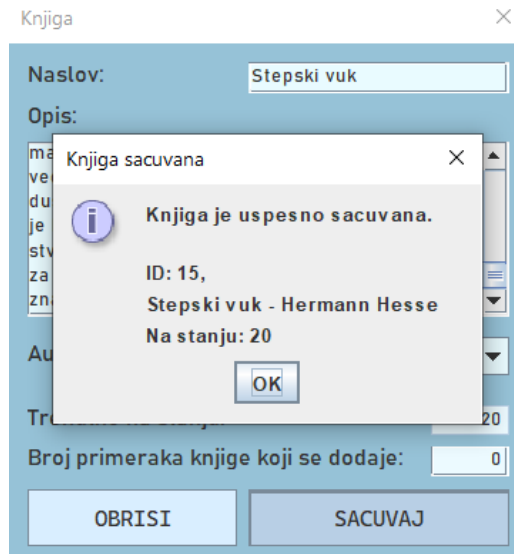 Knjiga
Naslov: Stepski vuk
Opis:
Knjiga sacuvana
Knjiga je uspesno sacuvana.
ID: 15,
Stepski vuk - Hermann Hesse
Na stanju: 20
OK
20
Broj primeraka knjige koji se dodaje: 0
OBRISI SACUVAJ